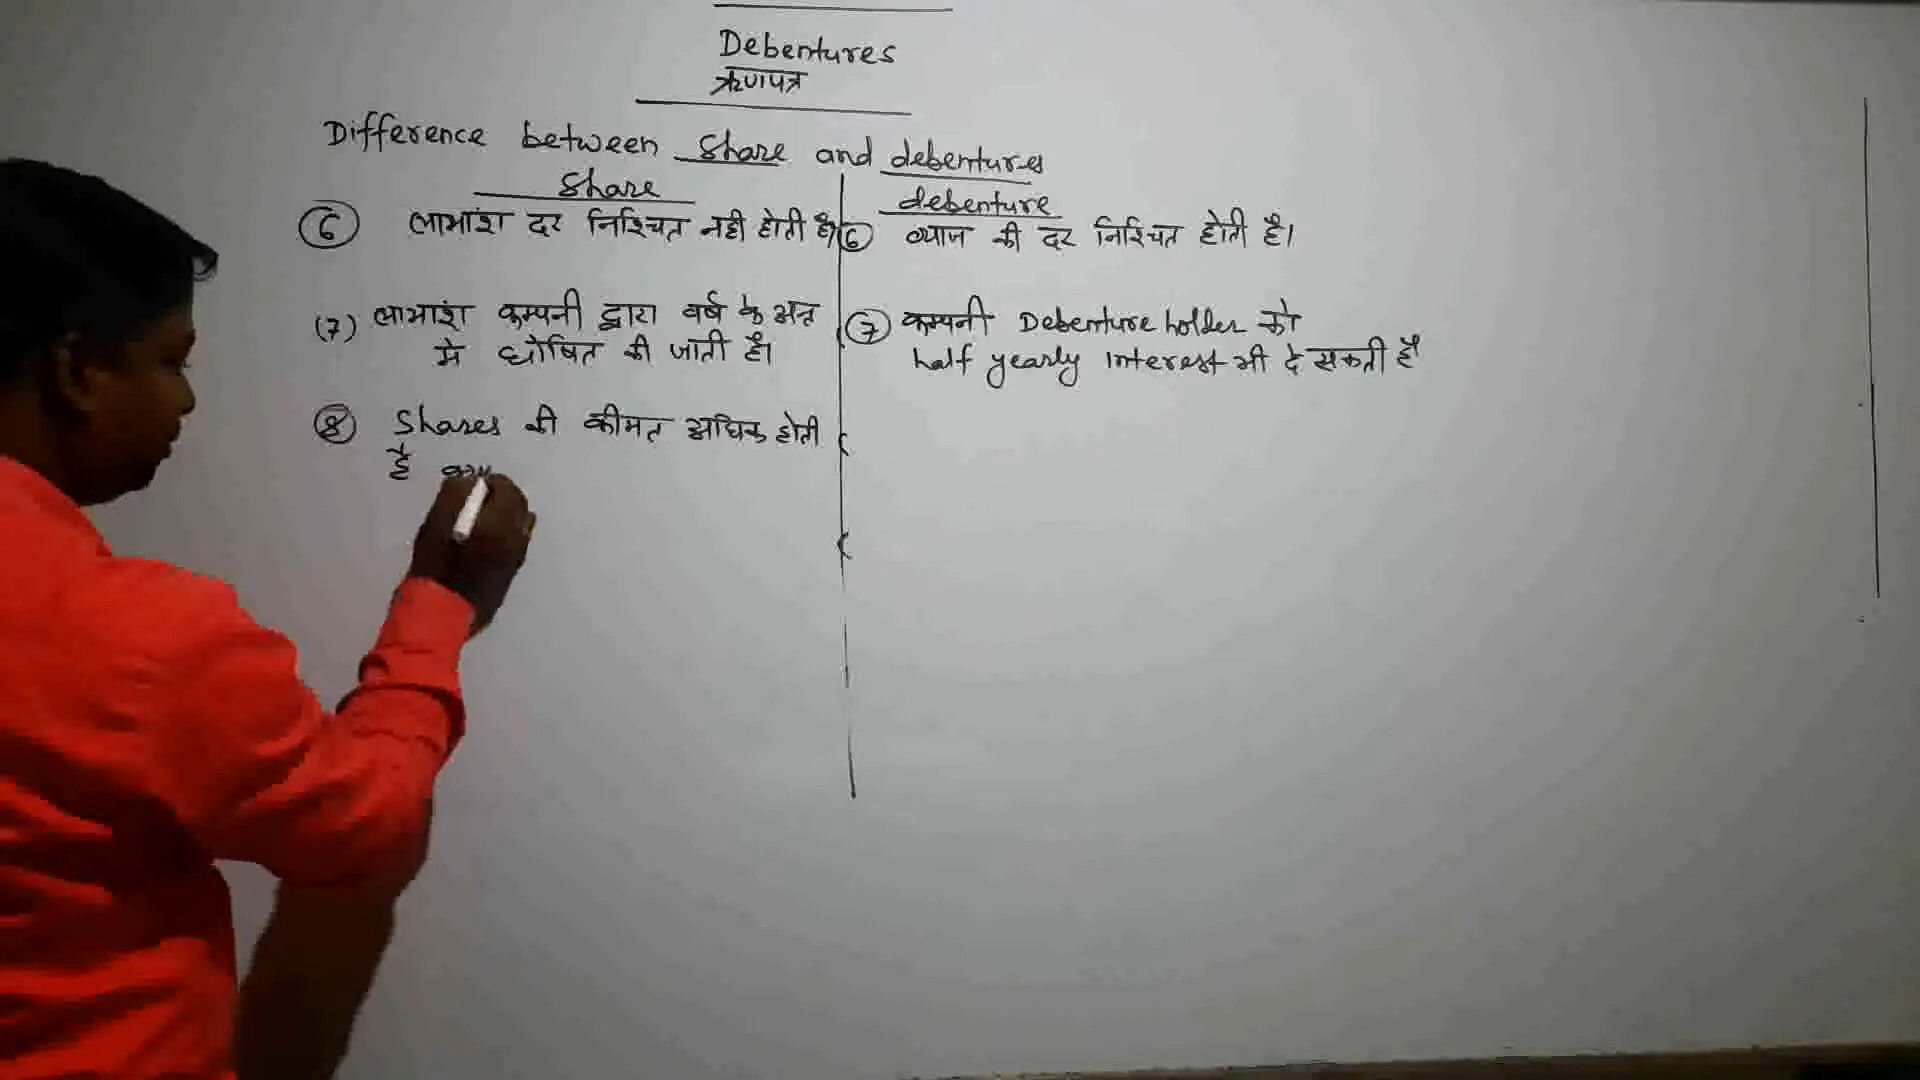 Debentures
ऋणपत्र
Difference between Share and debentures
Share
debenture
6 लाभांश दर निश्चित नही होती है।
6 ब्याज की दर निश्चित होती है।
(7) लाभांश कम्पनी द्वारा वर्ष के अन्त
मे घोषित की जाती है।
7 कम्पनी Debenture holder को
half yearly interest भी दे सकती है
8 Shares की कीमत अधिक होती
है